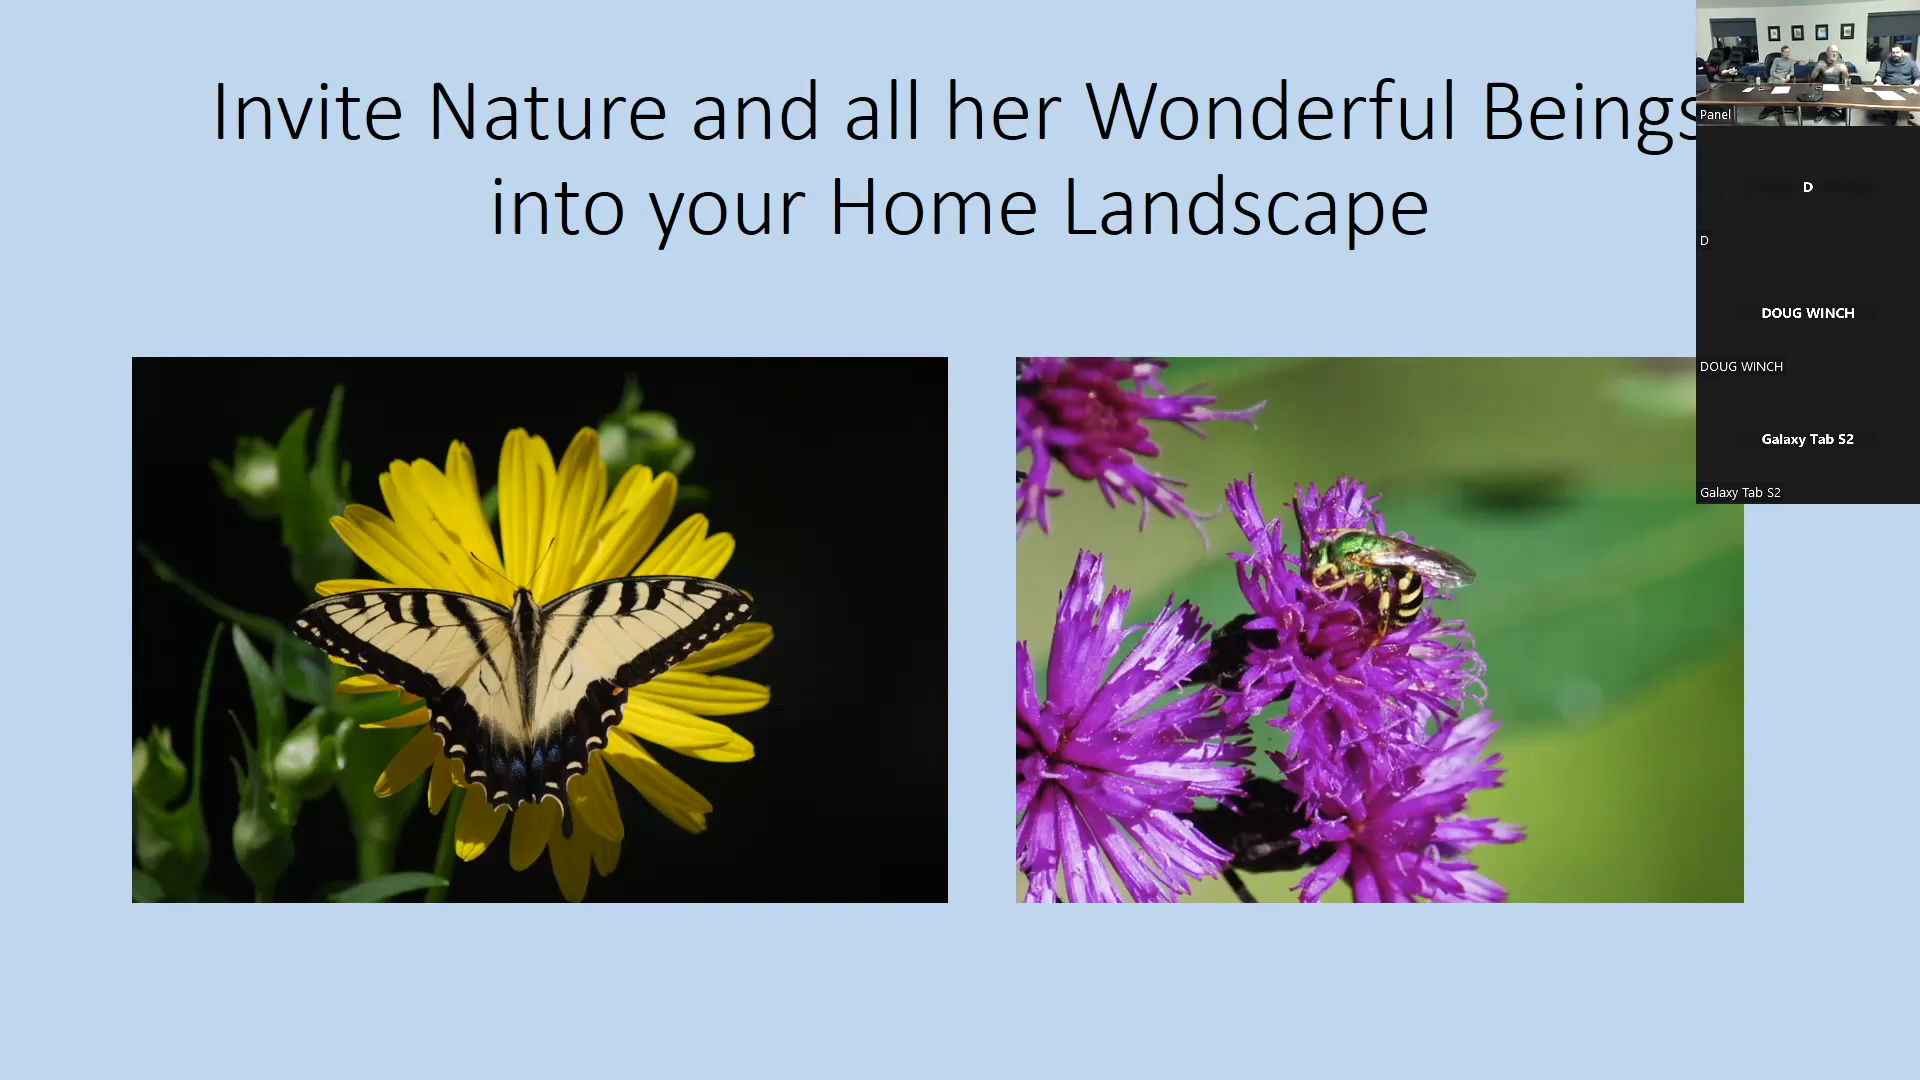 Invite Nature and all her Wonderful Beings
into your Home Landscape
Panel
D
D
DOUG WINCH
DOUG WINCH
Galaxy Tab S2
Galaxy Tab S2